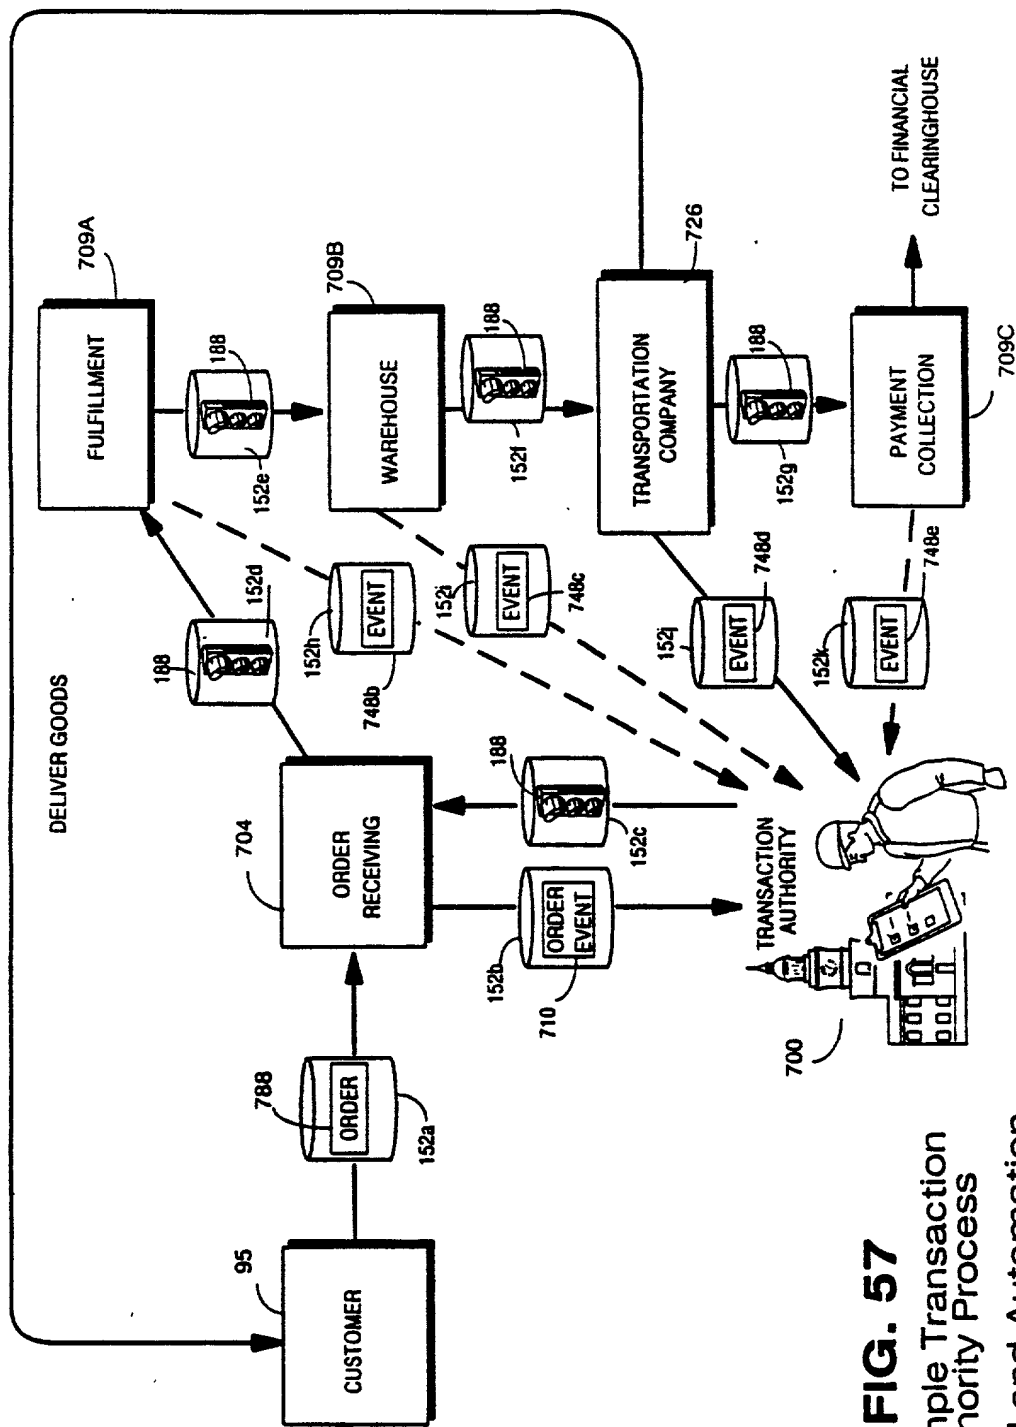 DELIVER GOODS
95
CUSTOMER
788
ORDER
152a
704
ORDER
RECEIVING
152b
ORDER
EVENT
710
188
152c
188
152d
709A
FULFILLMENT
188
152e
709B
WAREHOUSE
188
152f
726
TRANSPORTATION
COMPANY
188
152g
PAYMENT
COLLECTION
709C
TO FINANCIAL
CLEARINGHOUSE
152h
EVENT
748b
152i
EVENT
748c
152j
EVENT
748d
152k
EVENT
748e
TRANSACTION
AUTHORITY
700
FIG. 57
mple Transaction
hority Process
and Automation